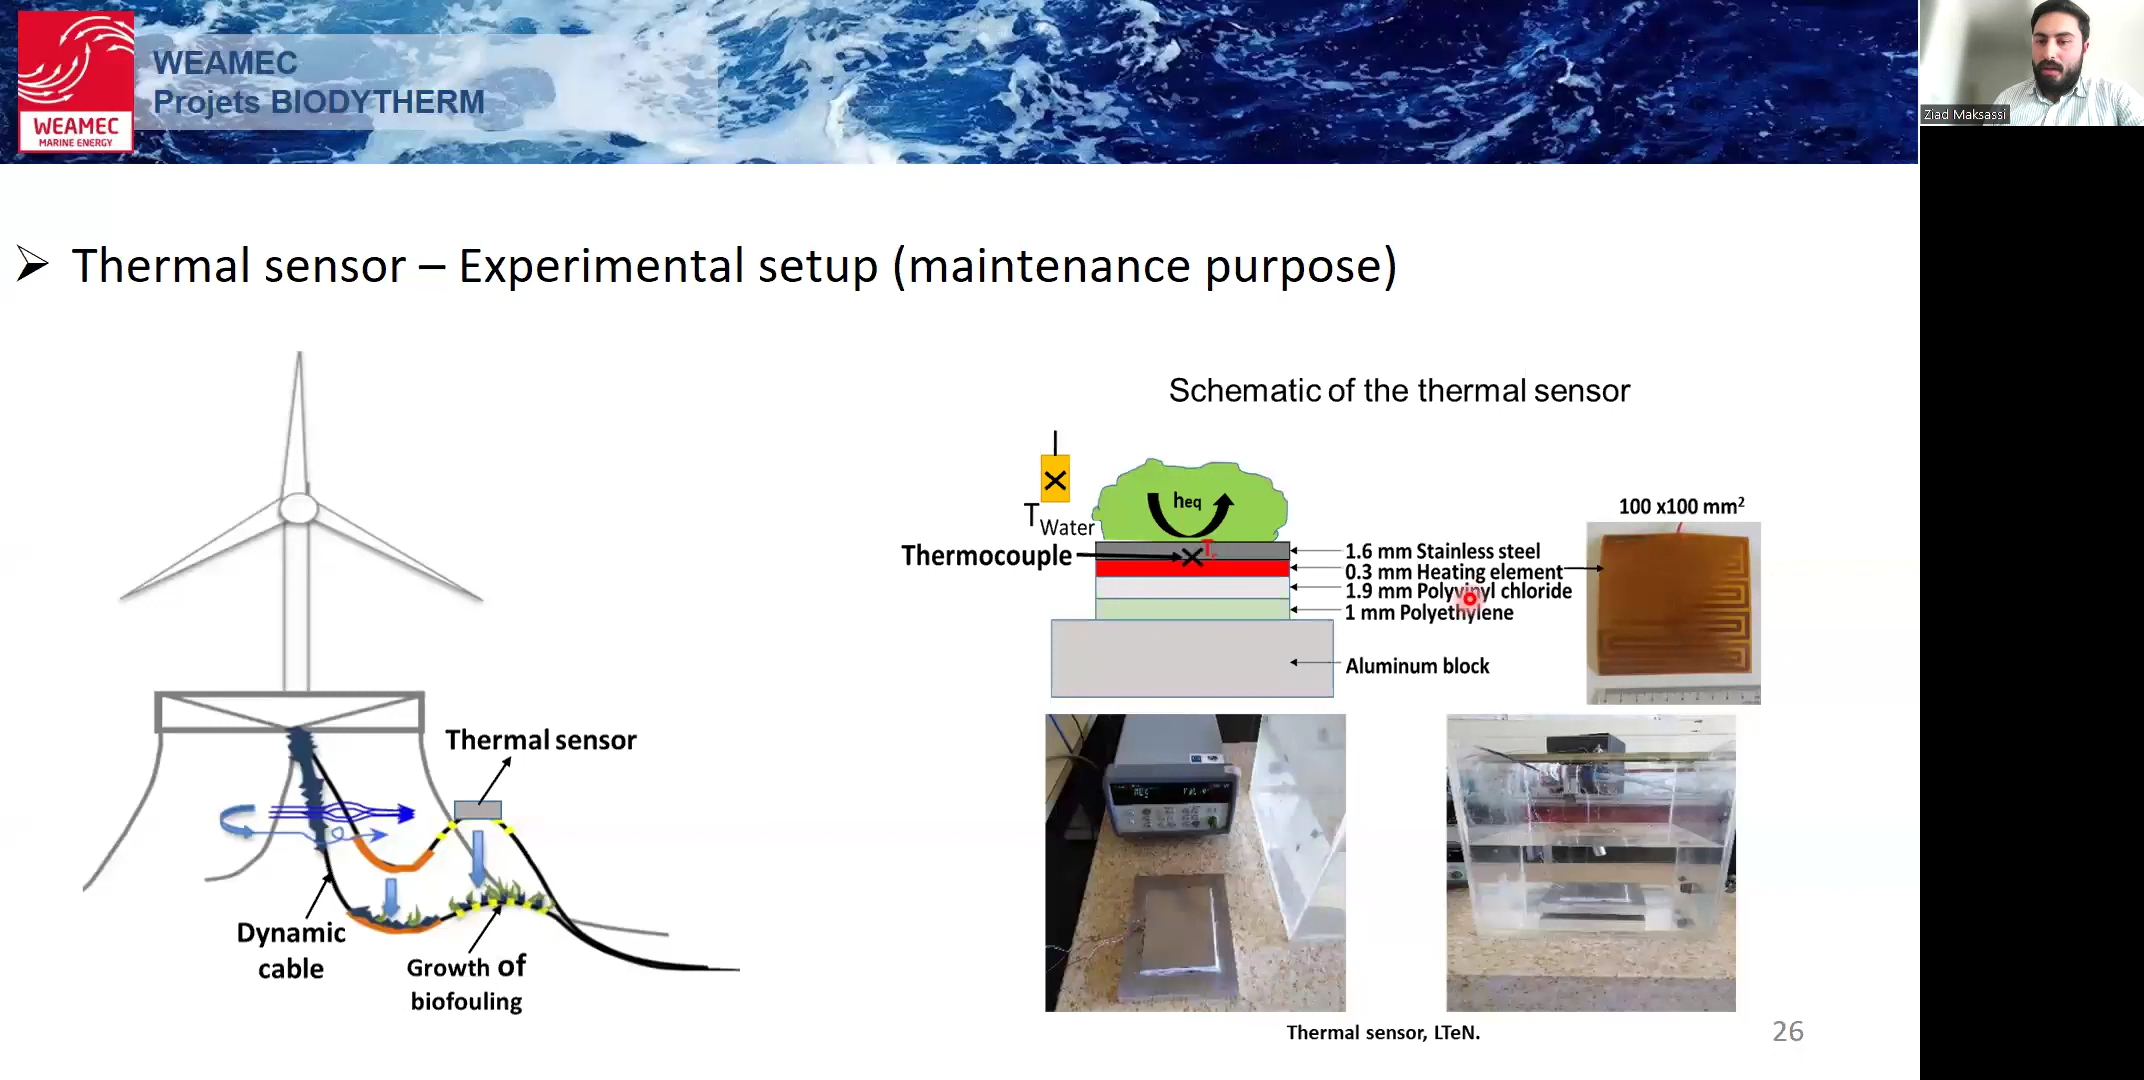 WEAMEC
Projets BIODYTHERM
WEAMEC
MARINE ENERGY
Ziad Maksassi
➢ Thermal sensor – Experimental setup (maintenance purpose)
Schematic of the thermal sensor
heq
TWater
Thermocouple
1.6 mm Stainless steel
0.3 mm Heating element
1.9 mm Polyvinyl chloride
1 mm Polyethylene
Aluminum block
100 x100 mm²
Thermal sensor
Dynamic
cable
Growth of
biofouling
Thermal sensor, LTeN.
26